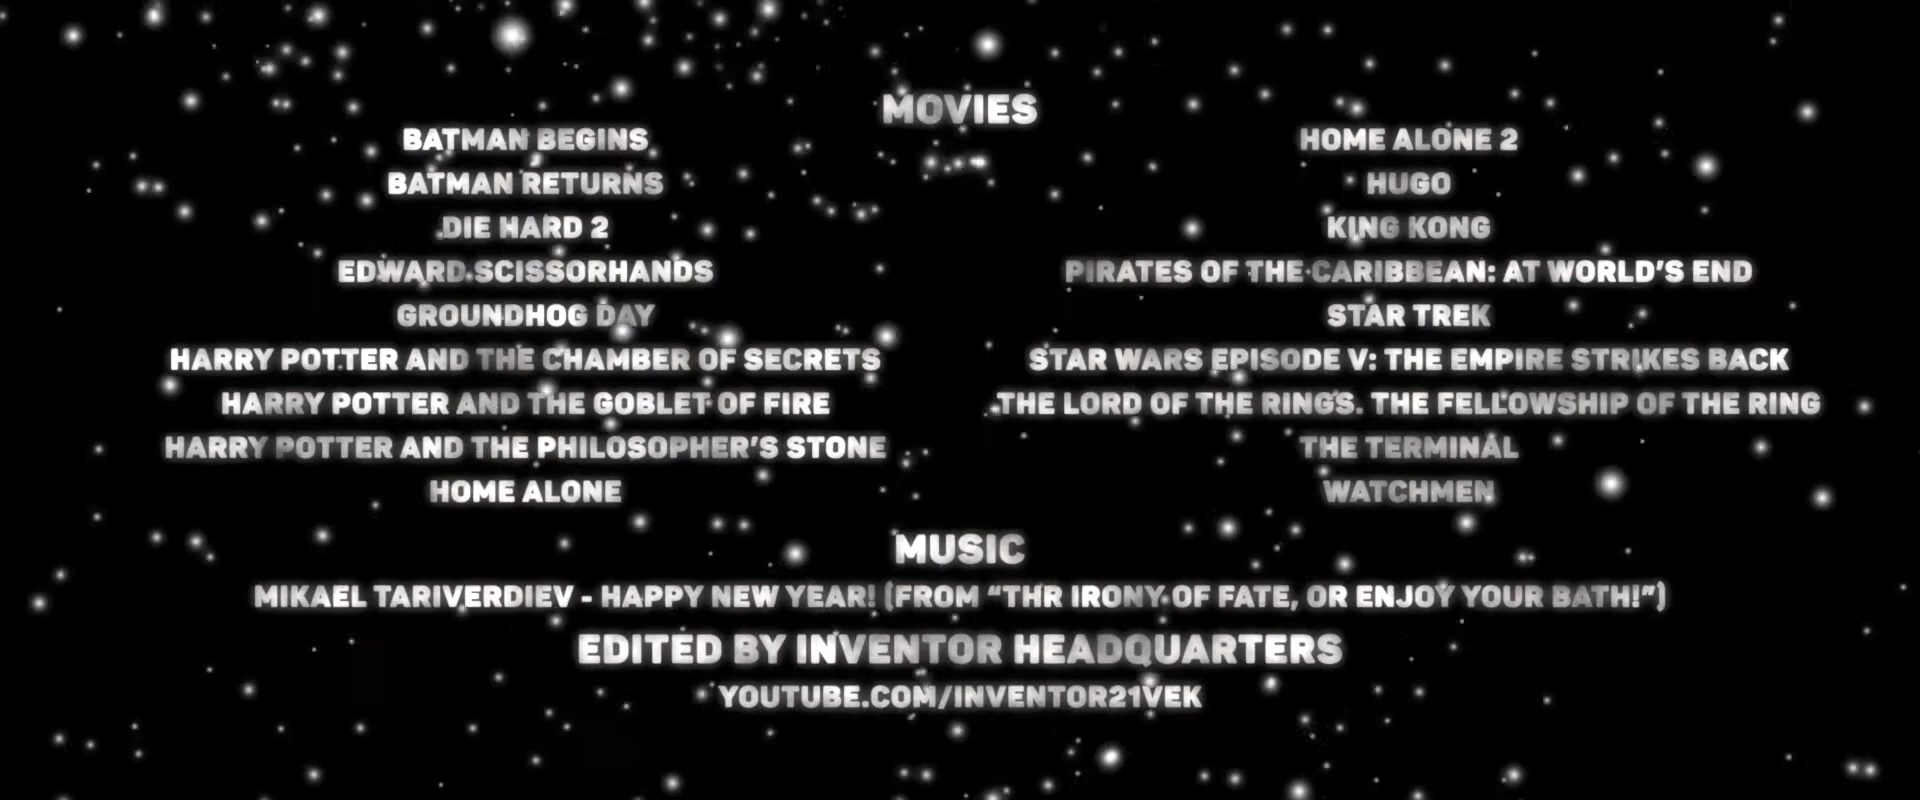 MOVIES
BATMAN BEGINS
BATMAN RETURNS
DIE HARD 2
EDWARD SCISSORHANDS
GROUNDHOG DAY
HARRY POTTER AND THE CHAMBER OF SECRETS
HARRY POTTER AND THE GOBLET OF FIRE
HARRY POTTER AND THE PHILOSOPHER'S STONE
HOME ALONE
HOME ALONE 2
HUGO
KING KONG
PIRATES OF THE CARIBBEAN: AT WORLD'S END
STAR TREK
STAR WARS EPISODE V: THE EMPIRE STRIKES BACK
THE LORD OF THE RINGS. THE FELLOWSHIP OF THE RING
THE TERMINAL
WATCHMEN
MUSIC
MIKAEL TARIVERDIEV - HAPPY NEW YEAR! (FROM “THR IRONY OF FATE, OR ENJOY YOUR BATH!”)
EDITED BY INVENTOR HEADQUARTERS
YOUTUBE.COM/INVENTOR21VEK